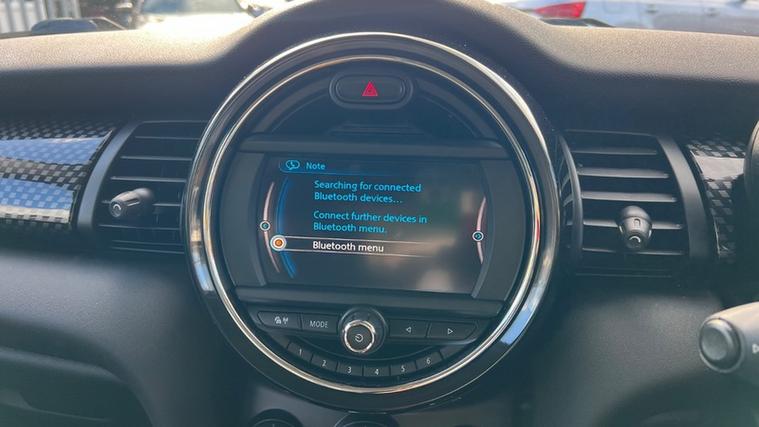 Note
Searching for connected
Bluetooth devices...
Connect further devices in
Bluetooth menu.
Bluetooth menu
MODE
1 2 3 4 5 6